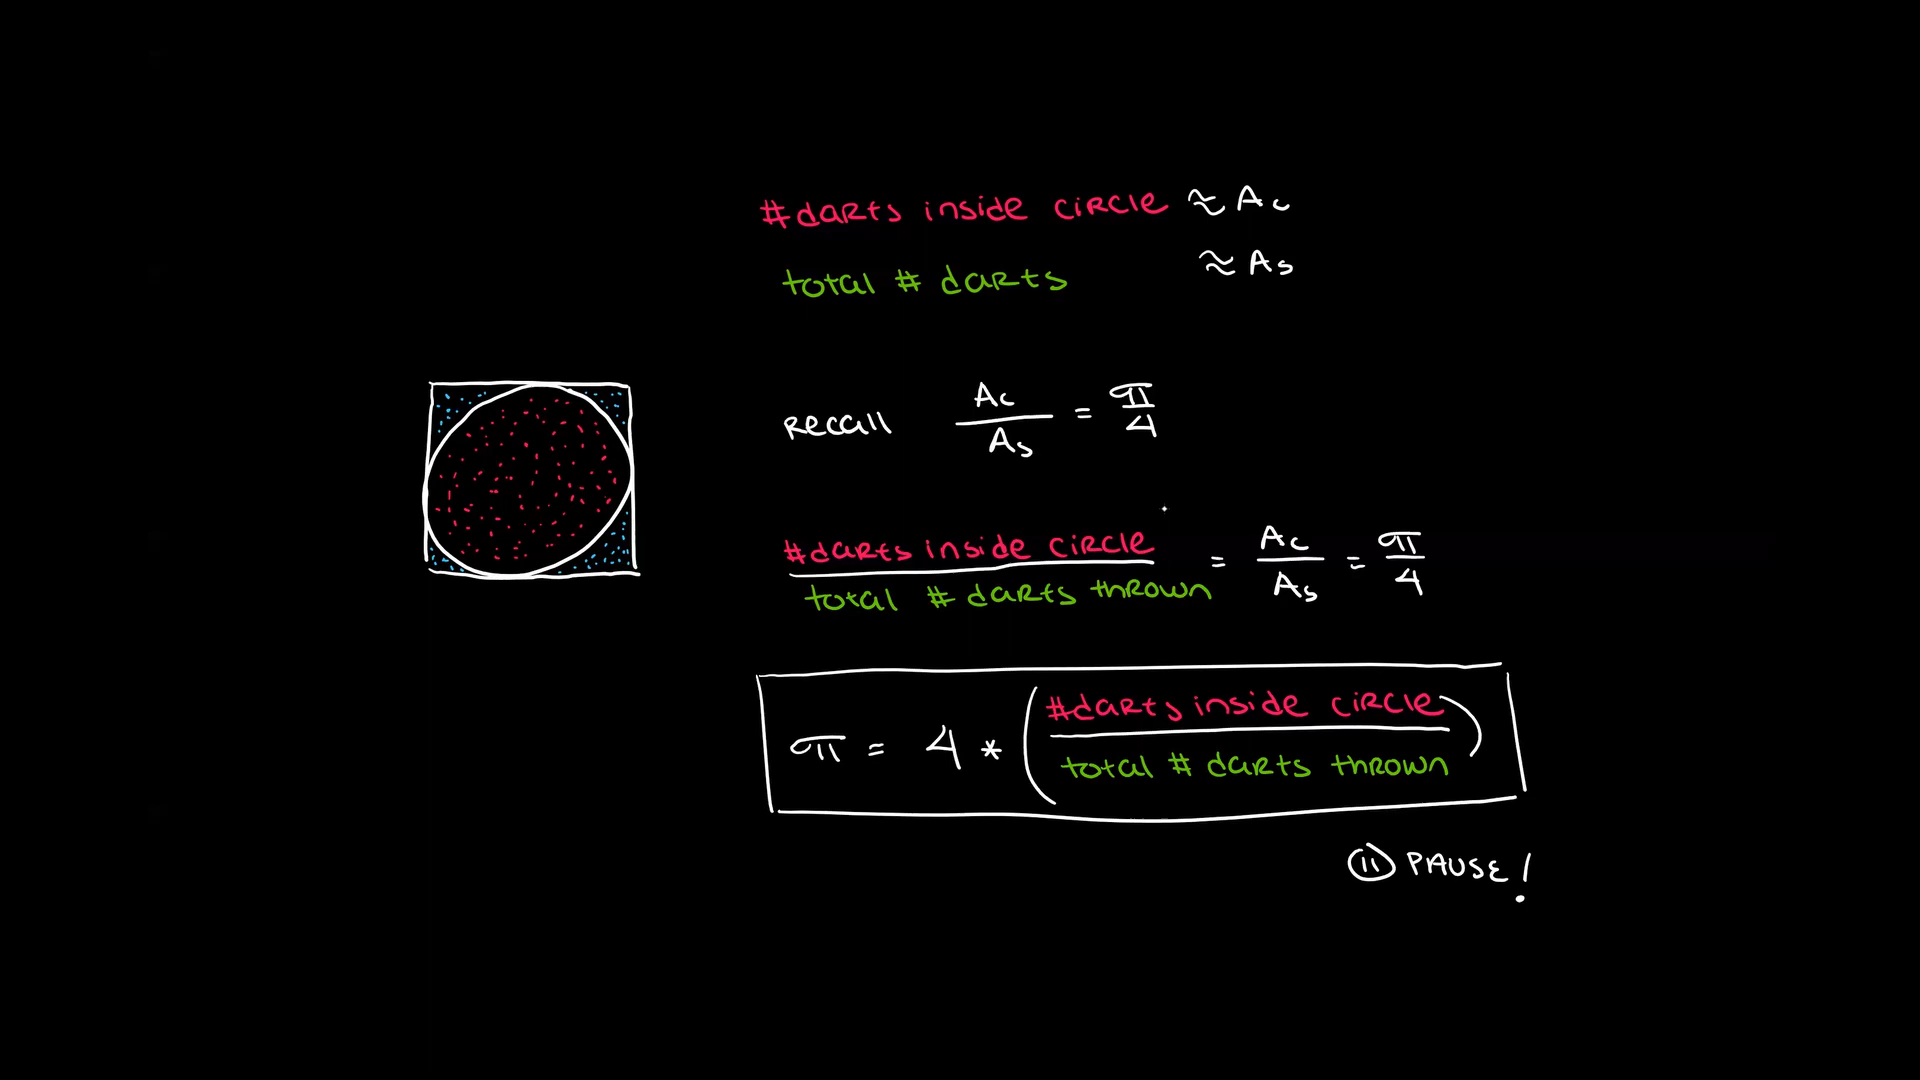 #darts inside circle ≈ Ac
total # darts ≈ As
Recall Ac/As = π/4
#darts inside circle / total # darts thrown = Ac/As = π/4
π = 4 * (#darts inside circle / total # darts thrown)
⏸ PAUSE!